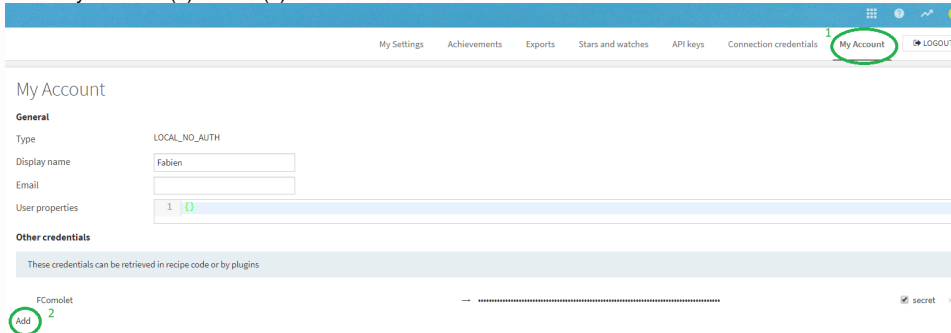 1
My Settings Achievements Exports Stars and watches API keys Connection credentials My Account LOGOUT
My Account
General
Type LOCAL_NO_AUTH
Display name Fabien
Email
User properties 1 {}
Other credentials
These credentials can be retrieved in recipe code or by plugins
FComolet → •••••••••••••••••••••••••••••••••••••••••••••••••••••••••••••••• secret
Add 2